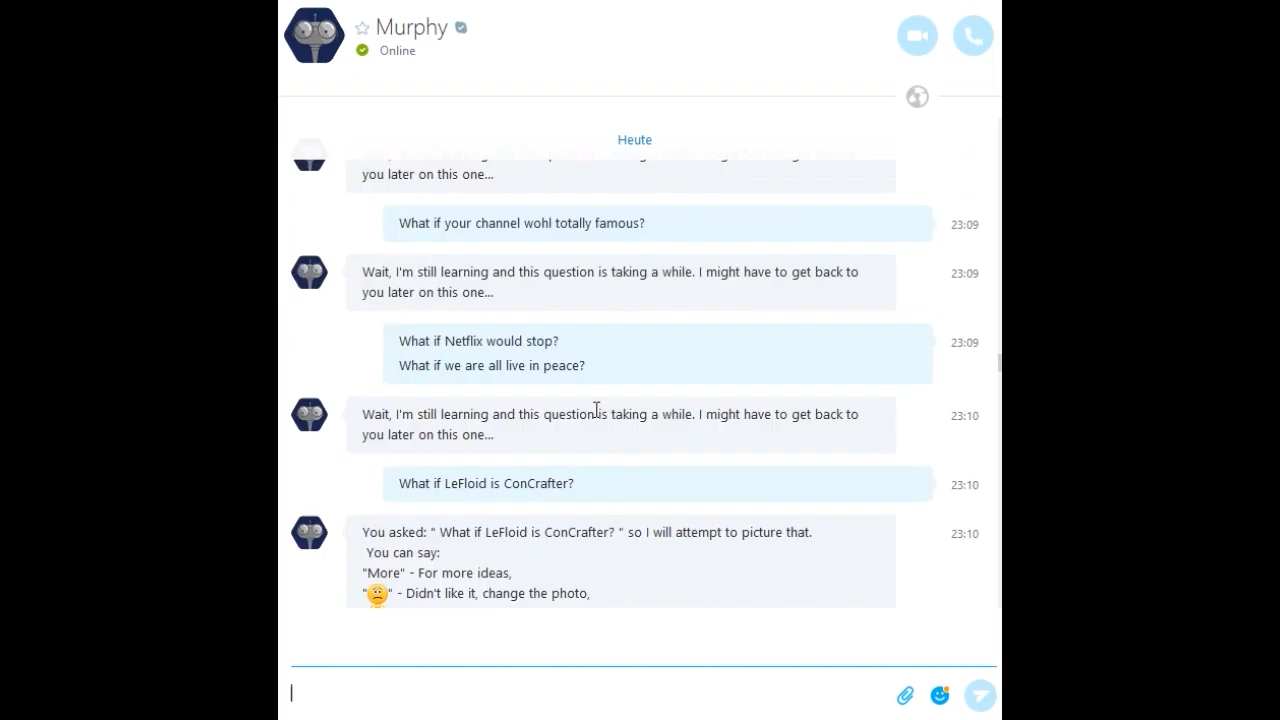 Murphy
Online
Heute
you later on this one...
What if your channel wohl totally famous?
23:09
Wait, I'm still learning and this question is taking a while. I might have to get back to
23:09
you later on this one...
What if Netflix would stop?
23:09
What if we are all live in peace?
Wait, I'm still learning and this question is taking a while. I might have to get back to
23:10
you later on this one...
What if LeFloid is ConCrafter?
23:10
You asked: " What if LeFloid is ConCrafter? " so I will attempt to picture that.
23:10
You can say:
"More" - For more ideas,
" " - Didn't like it, change the photo,